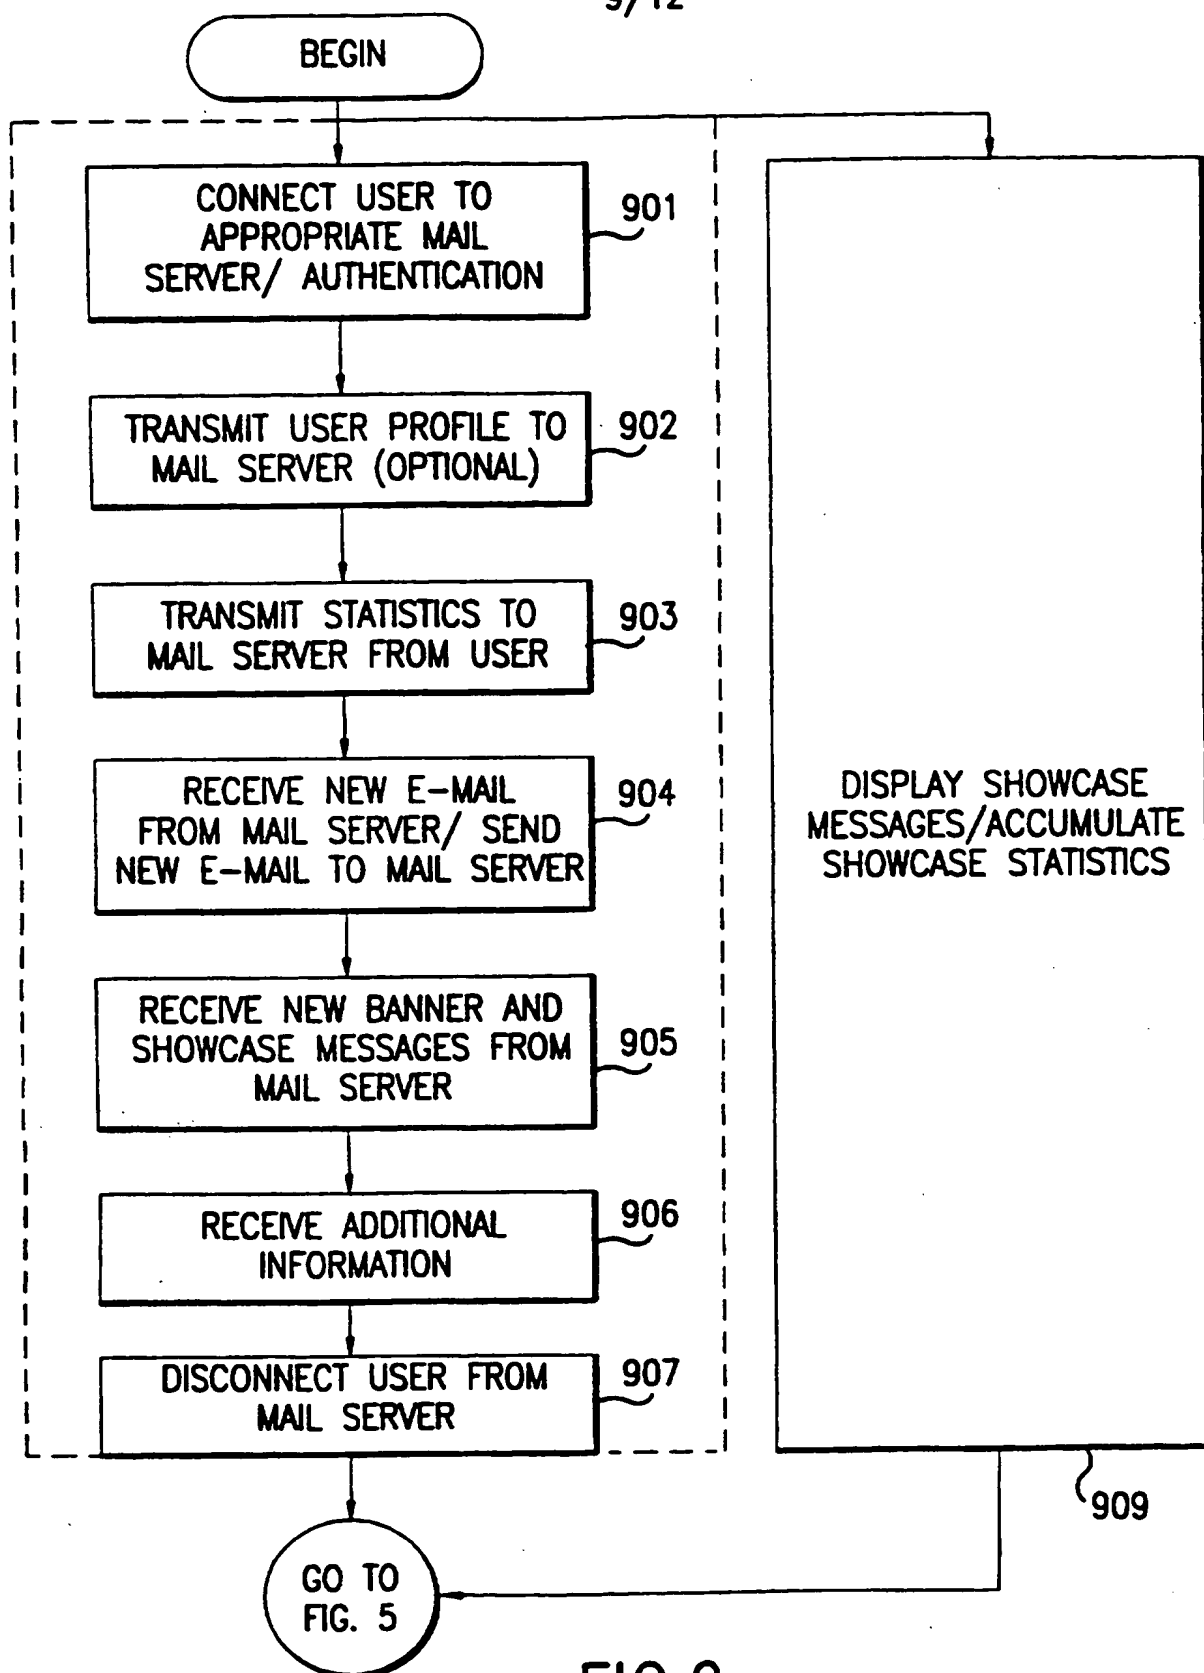 9/12
BEGIN
CONNECT USER TO
APPROPRIATE MAIL
SERVER/ AUTHENTICATION
901
TRANSMIT USER PROFILE TO
MAIL SERVER (OPTIONAL)
902
TRANSMIT STATISTICS TO
MAIL SERVER FROM USER
903
RECEIVE NEW E-MAIL
FROM MAIL SERVER/ SEND
NEW E-MAIL TO MAIL SERVER
904
RECEIVE NEW BANNER AND
SHOWCASE MESSAGES FROM
MAIL SERVER
905
RECEIVE ADDITIONAL
INFORMATION
906
DISCONNECT USER FROM
MAIL SERVER
907
DISPLAY SHOWCASE
MESSAGES/ACCUMULATE
SHOWCASE STATISTICS
909
GO TO
FIG. 5